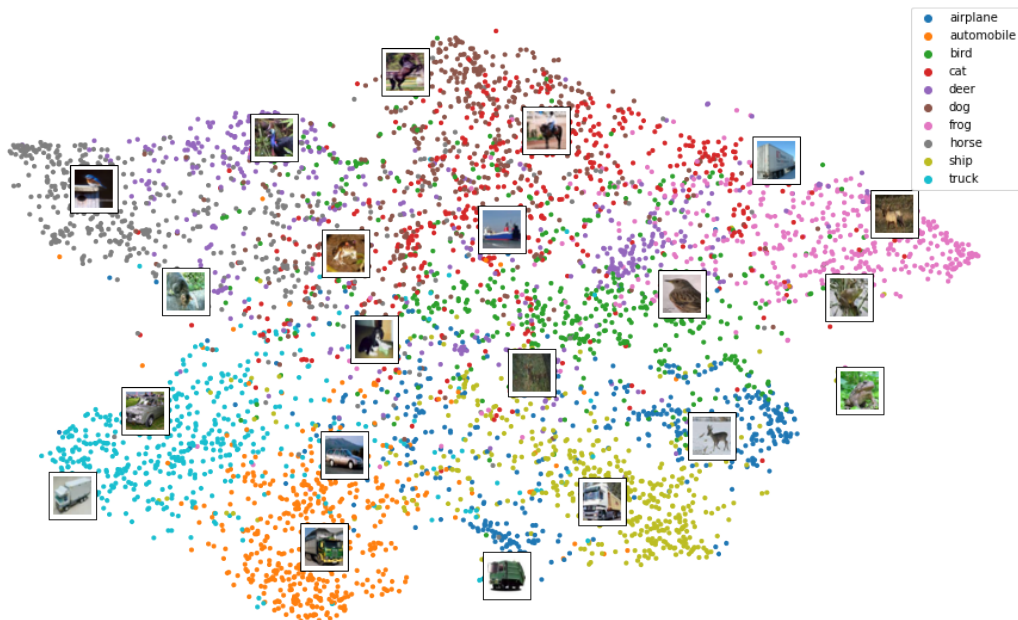 airplane
automobile
bird
cat
deer
dog
frog
horse
ship
truck